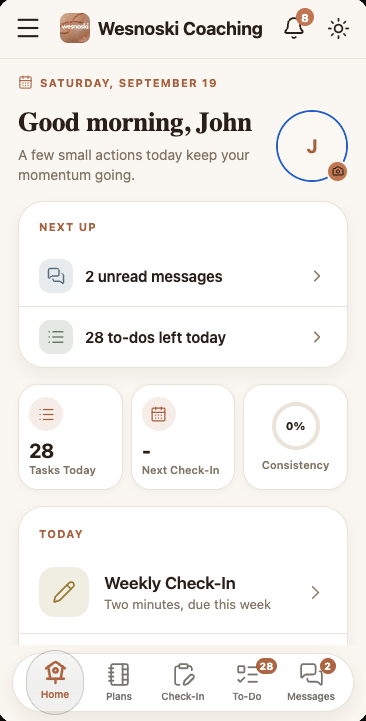 wesnoski
Wesnoski Coaching
8
SATURDAY, SEPTEMBER 19
Good morning, John
A few small actions today keep your
momentum going.
J
NEXT UP
2 unread messages
28 to-dos left today
28
Tasks Today
-
Next Check-In
0%
Consistency
TODAY
Weekly Check-In
Two minutes, due this week
Home
Plans
Check-In
28
To-Do
2
Messages